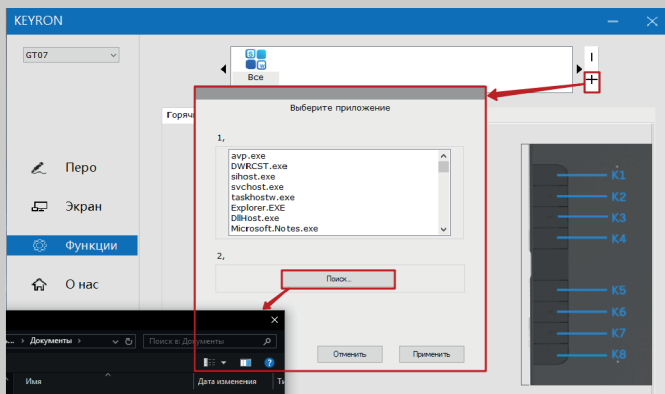 KEYRON
GT07
Все
Горяч
Выберите приложение
1,
avp.exe
DWRCST.exe
sihost.exe
svchost.exe
taskhostw.exe
Explorer.EXE
DllHost.exe
Microsoft.Notes.exe
2,
Поиск...
Отменить
Применить
Перо
Экран
Функции
О нас
K1
K2
K3
K4
K5
K6
K7
K8
ь... › Документы
Поиск в: Документы
Имя
Дата изменения
Ти